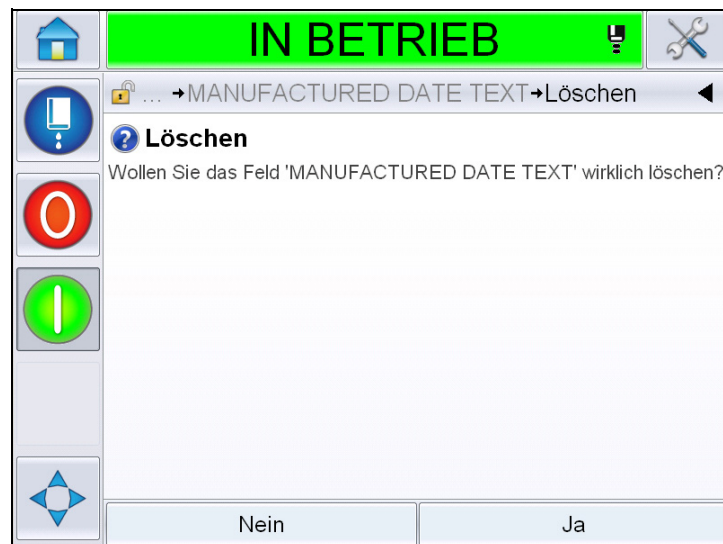 IN BETRIEB
... →MANUFACTURED DATE TEXT→Löschen
? Löschen
Wollen Sie das Feld 'MANUFACTURED DATE TEXT' wirklich löschen?
Nein
Ja